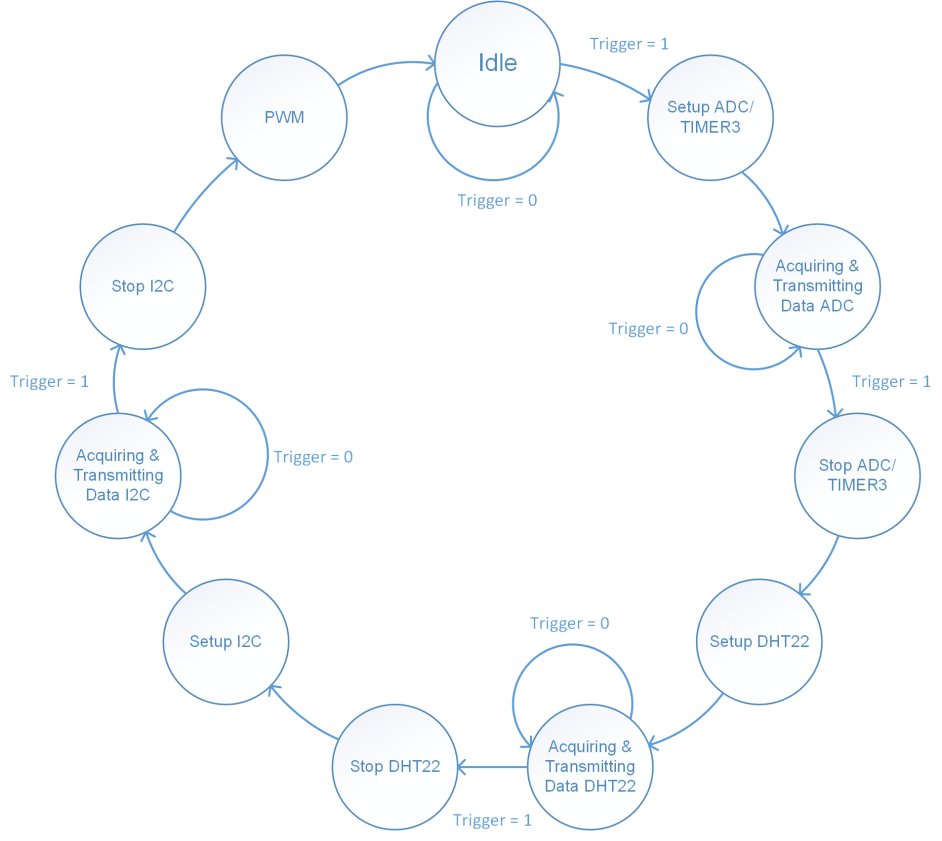 Idle
Trigger = 1
Trigger = 0
Setup ADC/
TIMER3
Acquiring &
Transmitting
Data ADC
Trigger = 0
Trigger = 1
Stop ADC/
TIMER3
Setup DHT22
Trigger = 0
Acquiring &
Transmitting
Data DHT22
Trigger = 1
Stop DHT22
Setup I2C
Acquiring &
Transmitting
Data I2C
Trigger = 0
Trigger = 1
Stop I2C
PWM